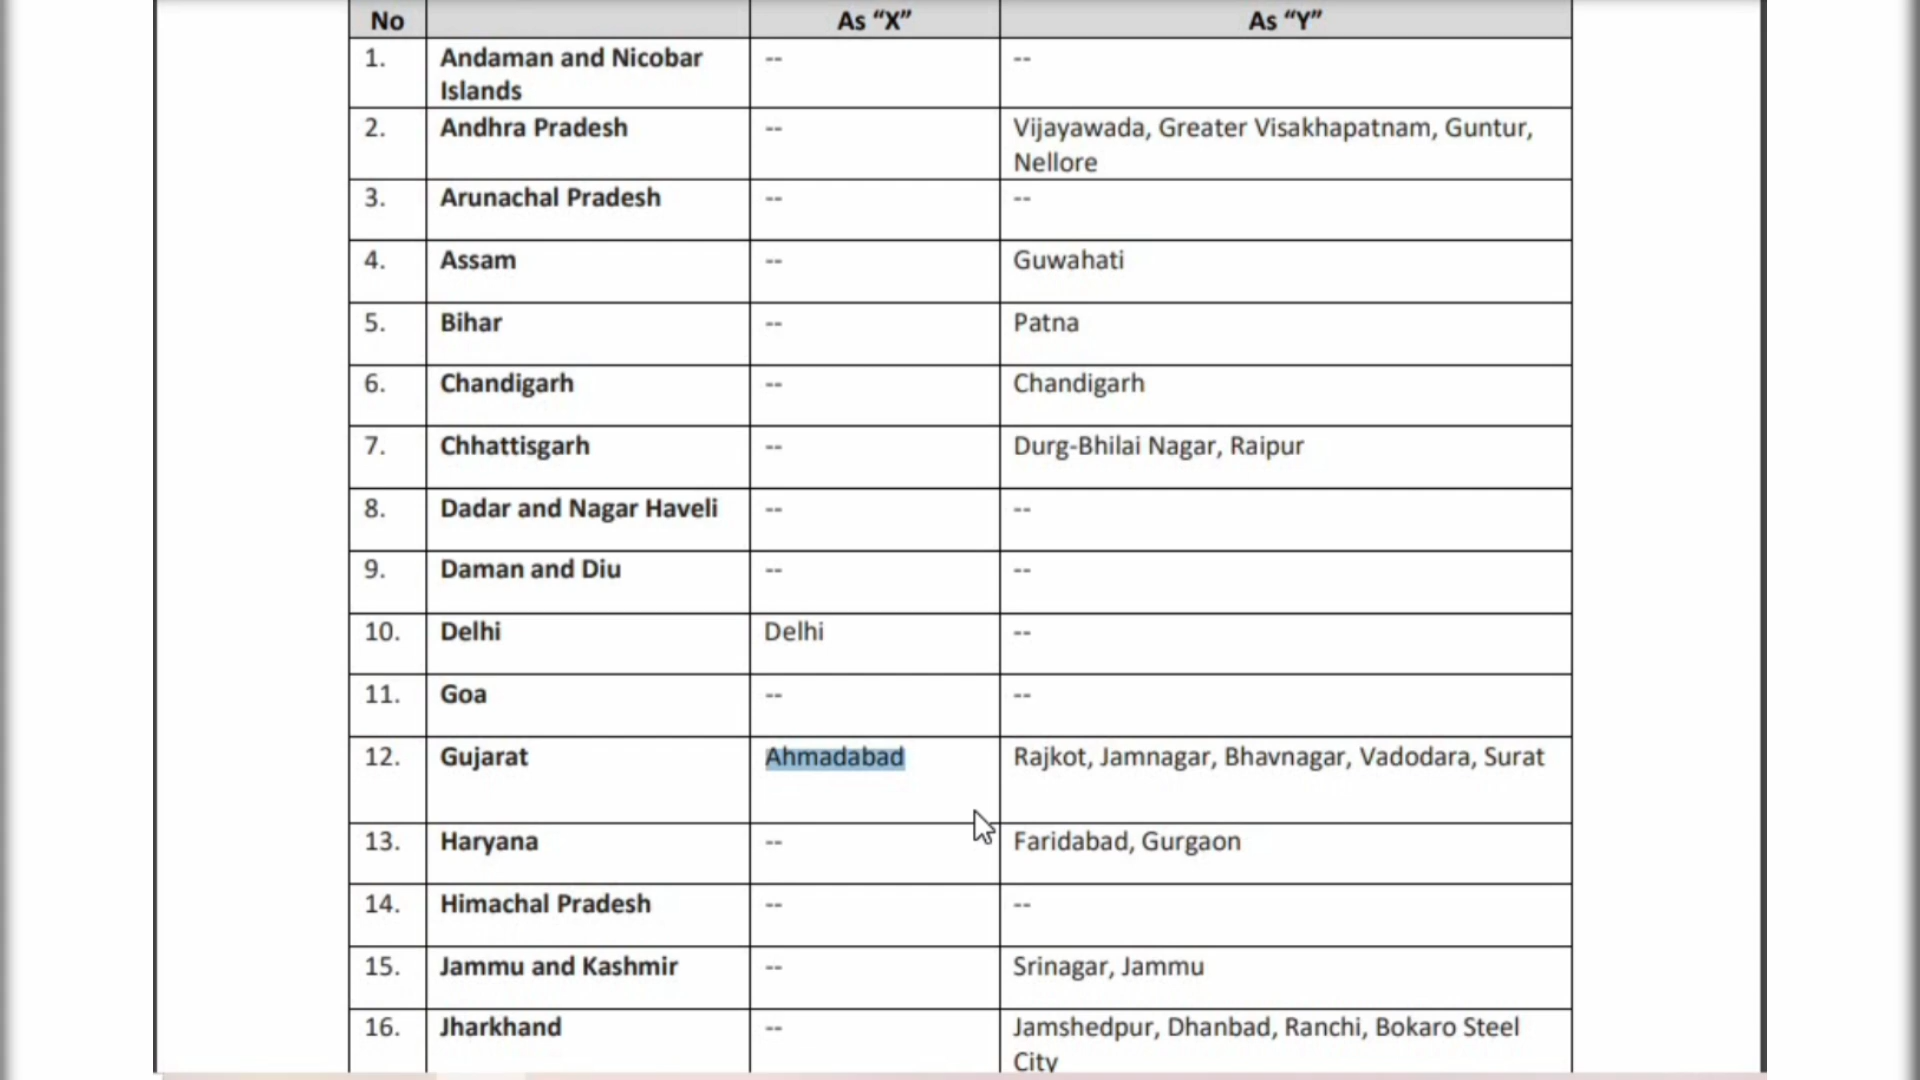 No As “X” As “Y”
1. Andaman and Nicobar -- --
Islands
2. Andhra Pradesh -- Vijayawada, Greater Visakhapatnam, Guntur,
Nellore
3. Arunachal Pradesh -- --
4. Assam -- Guwahati
5. Bihar -- Patna
6. Chandigarh -- Chandigarh
7. Chhattisgarh -- Durg-Bhilai Nagar, Raipur
8. Dadar and Nagar Haveli -- --
9. Daman and Diu -- --
10. Delhi Delhi --
11. Goa -- --
12. Gujarat Ahmadabad Rajkot, Jamnagar, Bhavnagar, Vadodara, Surat
13. Haryana -- Faridabad, Gurgaon
14. Himachal Pradesh -- --
15. Jammu and Kashmir -- Srinagar, Jammu
16. Jharkhand -- Jamshedpur, Dhanbad, Ranchi, Bokaro Steel
City